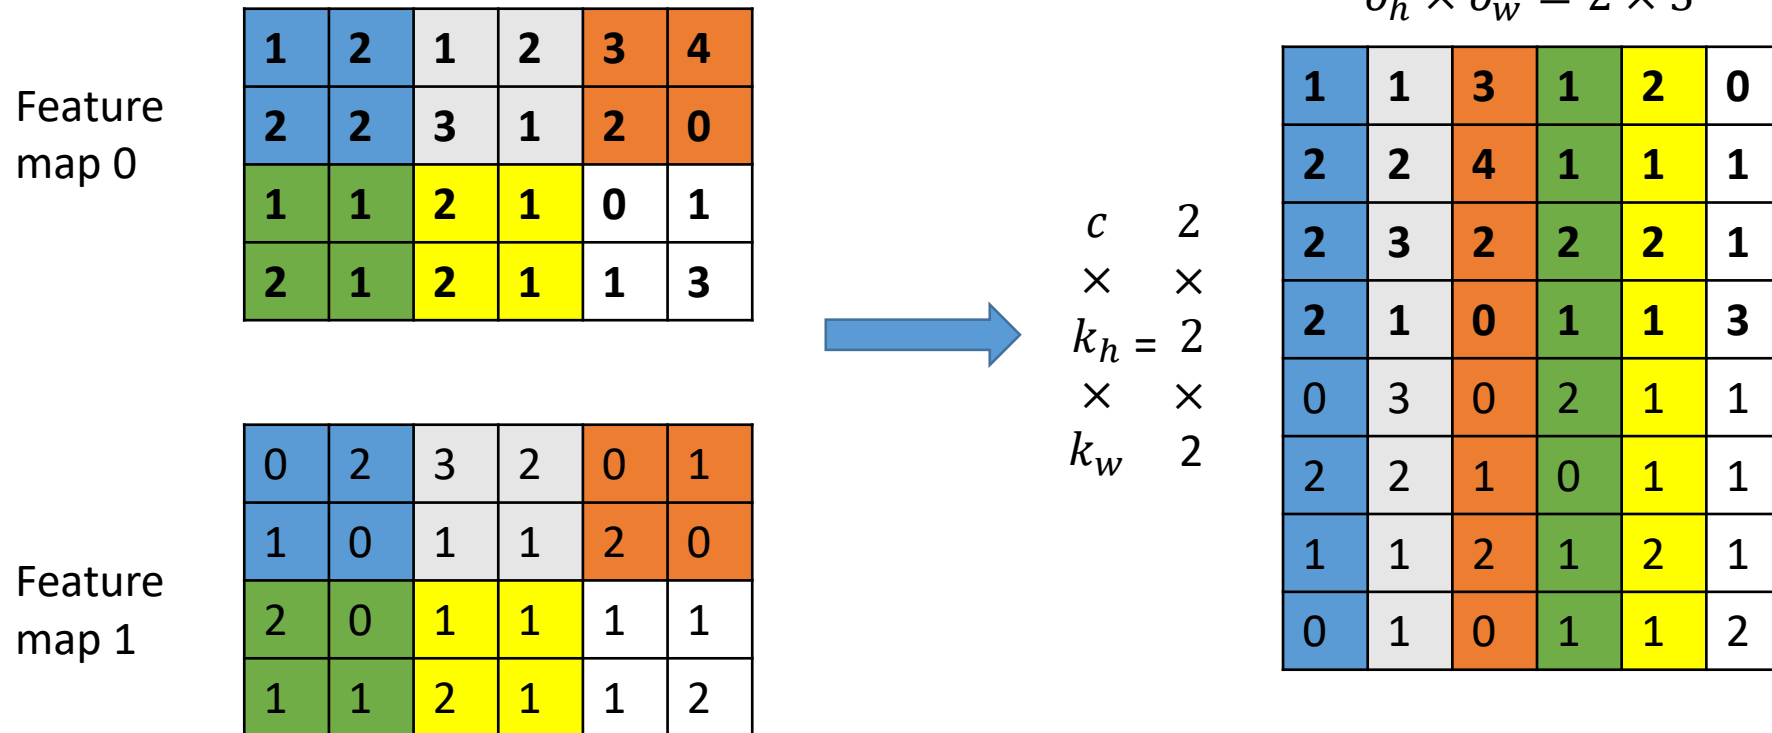 Feature
map 0
1 2 1 2 3 4
2 2 3 1 2 0
1 1 2 1 0 1
2 1 2 1 1 3
Feature
map 1
0 2 3 2 0 1
1 0 1 1 2 0
2 0 1 1 1 1
1 1 2 1 1 2
c 2
× ×
k_h = 2
× ×
k_w 2
o_h × o_w = 2 × 3
1 1 3 1 2 0
2 2 4 1 1 1
2 3 2 2 2 1
2 1 0 1 1 3
0 3 0 2 1 1
2 2 1 0 1 1
1 1 2 1 2 1
0 1 0 1 1 2